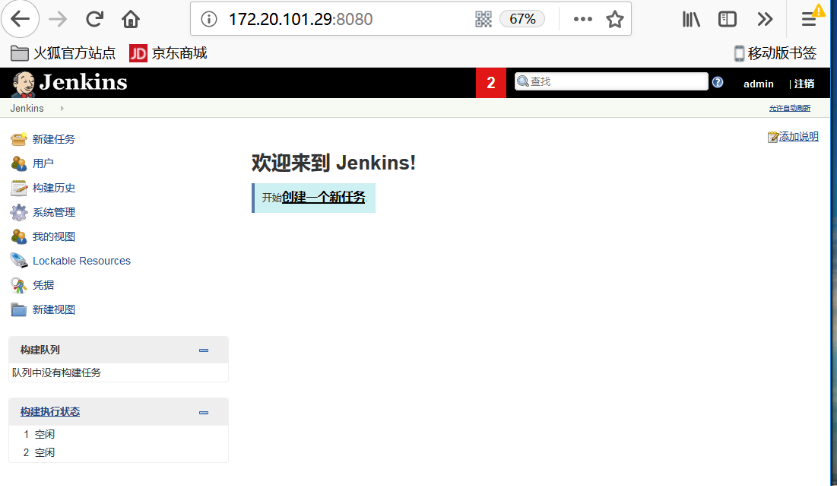 172.20.101.29:8080
67%
火狐官方站点
JD 京东商城
移动版书签
Jenkins
2
查找
admin
| 注销
Jenkins
允许自动刷新
新建任务
用户
构建历史
系统管理
我的视图
Lockable Resources
凭据
新建视图
添加说明
欢迎来到 Jenkins!
开始创建一个新任务
构建队列
队列中没有构建任务
构建执行状态
1 空闲
2 空闲